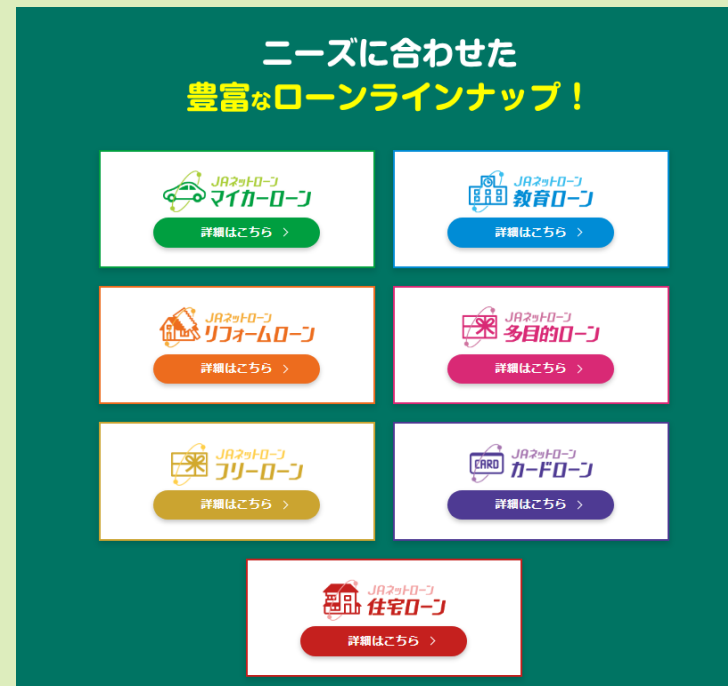 ニーズに合わせた
豊富なローンラインナップ！
JAネットローン
マイカーローン
詳細はこちら
JAネットローン
教育ローン
詳細はこちら
JAネットローン
リフォームローン
詳細はこちら
JAネットローン
多目的ローン
詳細はこちら
JAネットローン
フリーローン
詳細はこちら
CARD
JAネットローン
カードローン
詳細はこちら
JAネットローン
住宅ローン
詳細はこちら